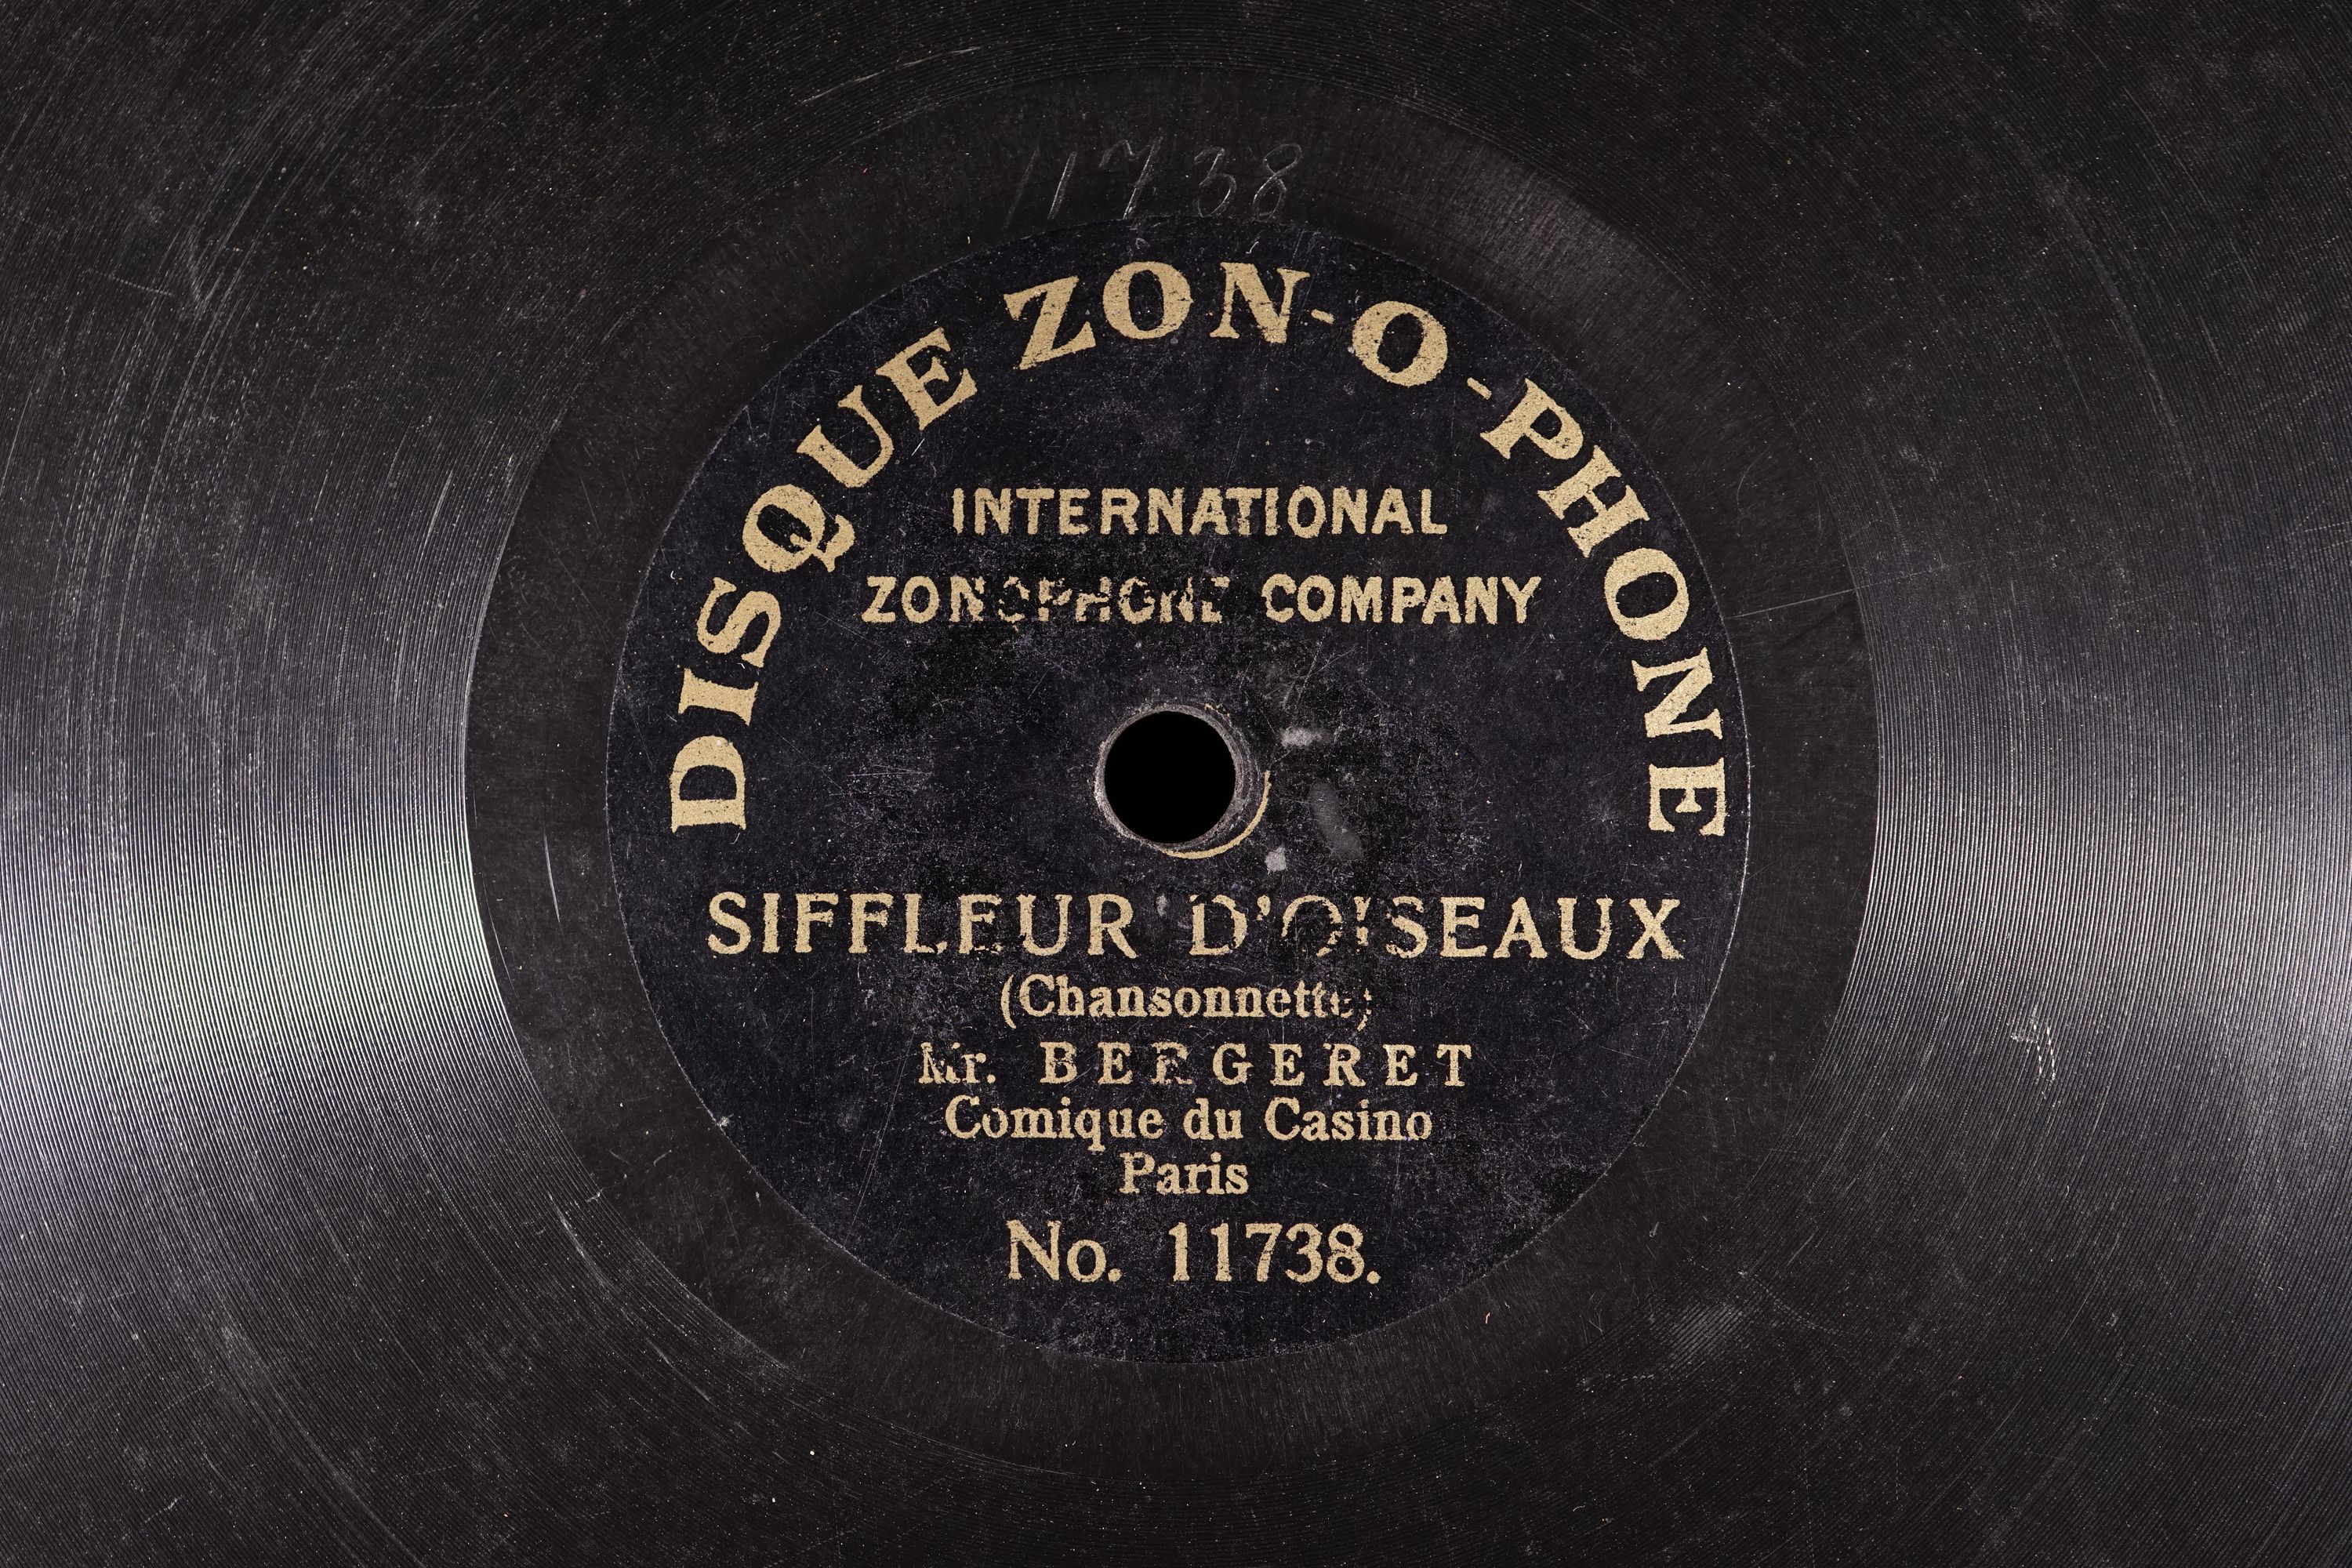 11738
DISQUE ZON-O-PHONE
INTERNATIONAL
ZONOPHONE COMPANY
SIFFLEUR D'OISEAUX
(Chansonnette)
Mr. BERGERET
Comique du Casino
Paris
No. 11738.